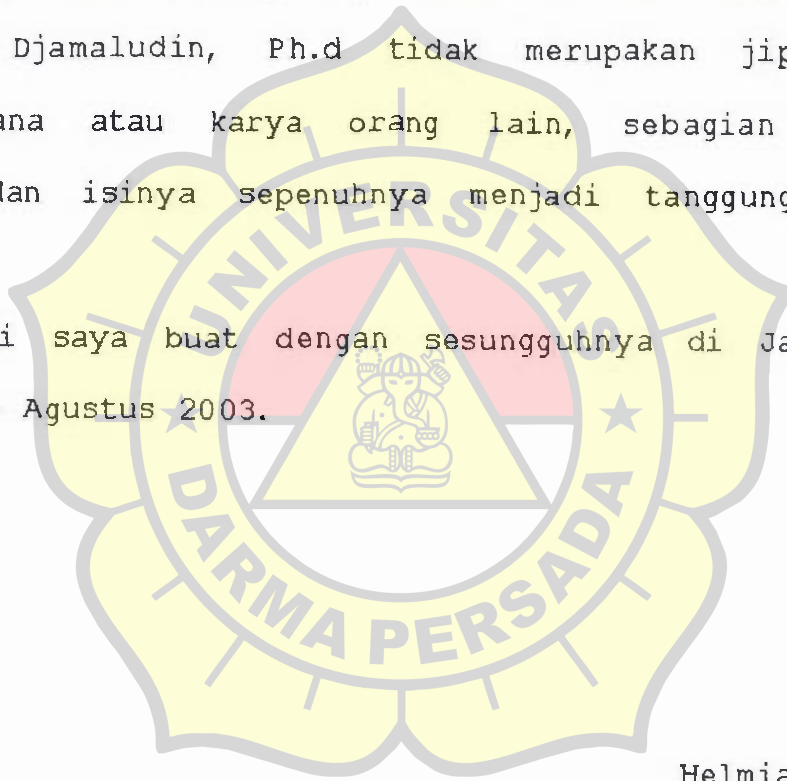 Djamaludin, Ph.d tidak merupakan jip
ana atau karya orang lain, sebagian
dan isinya sepenuhnya menjadi tanggung
UNIVERSITAS
i saya buat dengan sesungguhnya di Ja
Agustus 2003.
DARMA PERSADA
Helmia